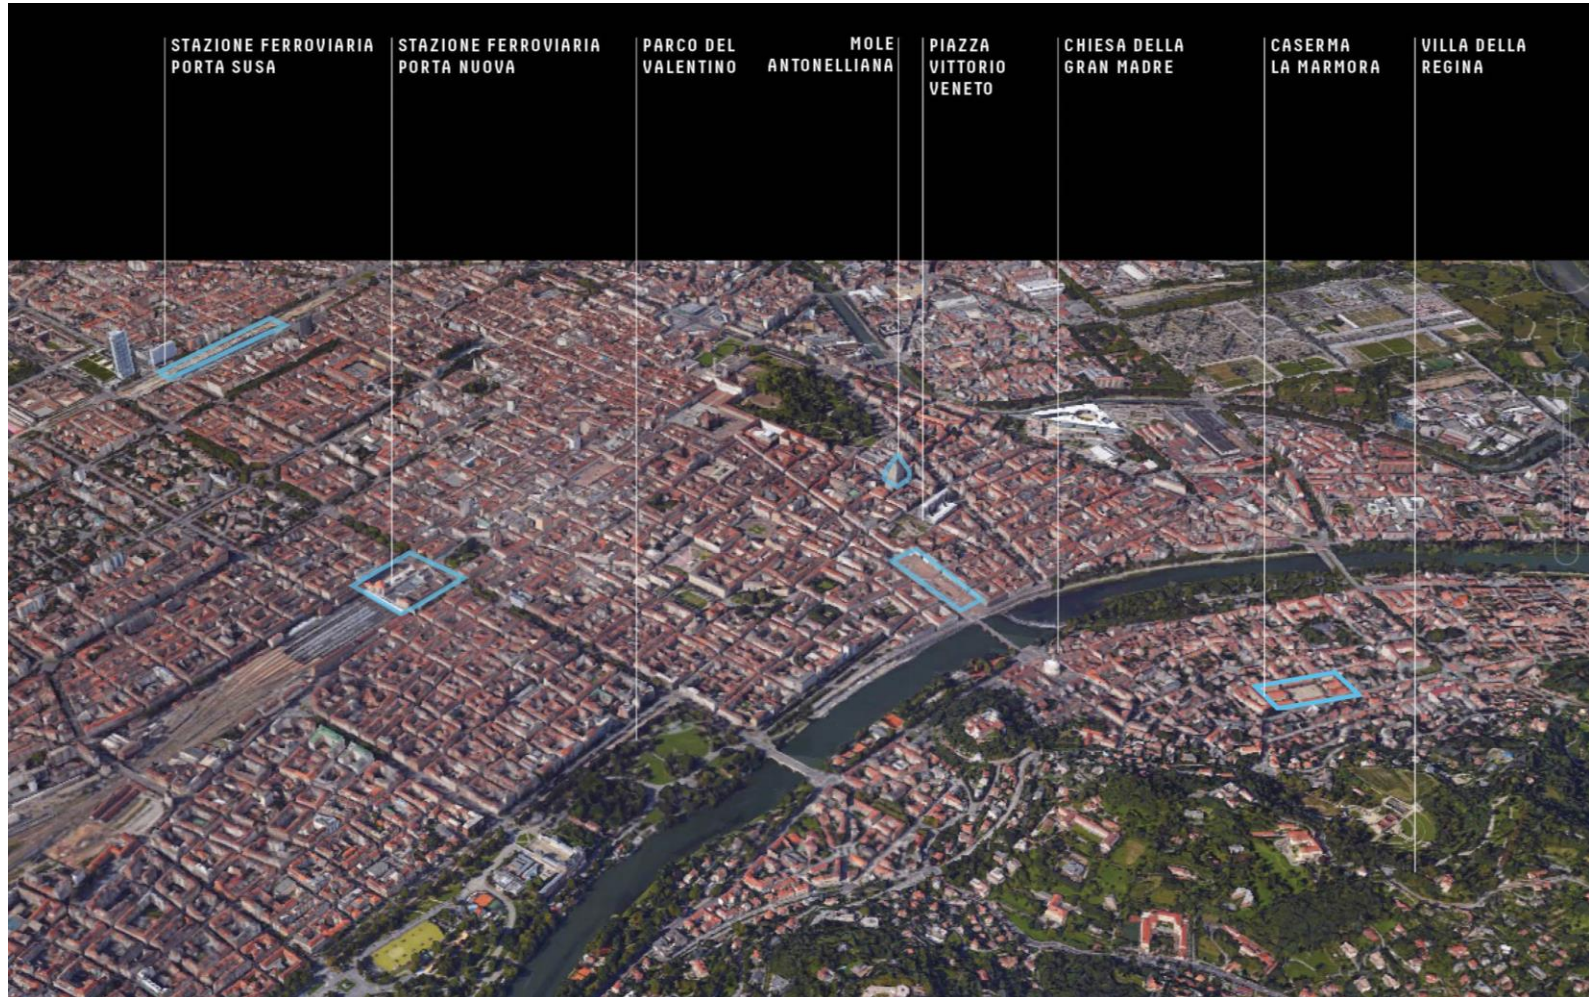 STAZIONE FERROVIARIA
PORTA SUSA
STAZIONE FERROVIARIA
PORTA NUOVA
PARCO DEL
VALENTINO
MOLE
ANTONELLIANA
PIAZZA
VITTORIO
VENETO
CHIESA DELLA
GRAN MADRE
CASERMA
LA MARMORA
VILLA DELLA
REGINA